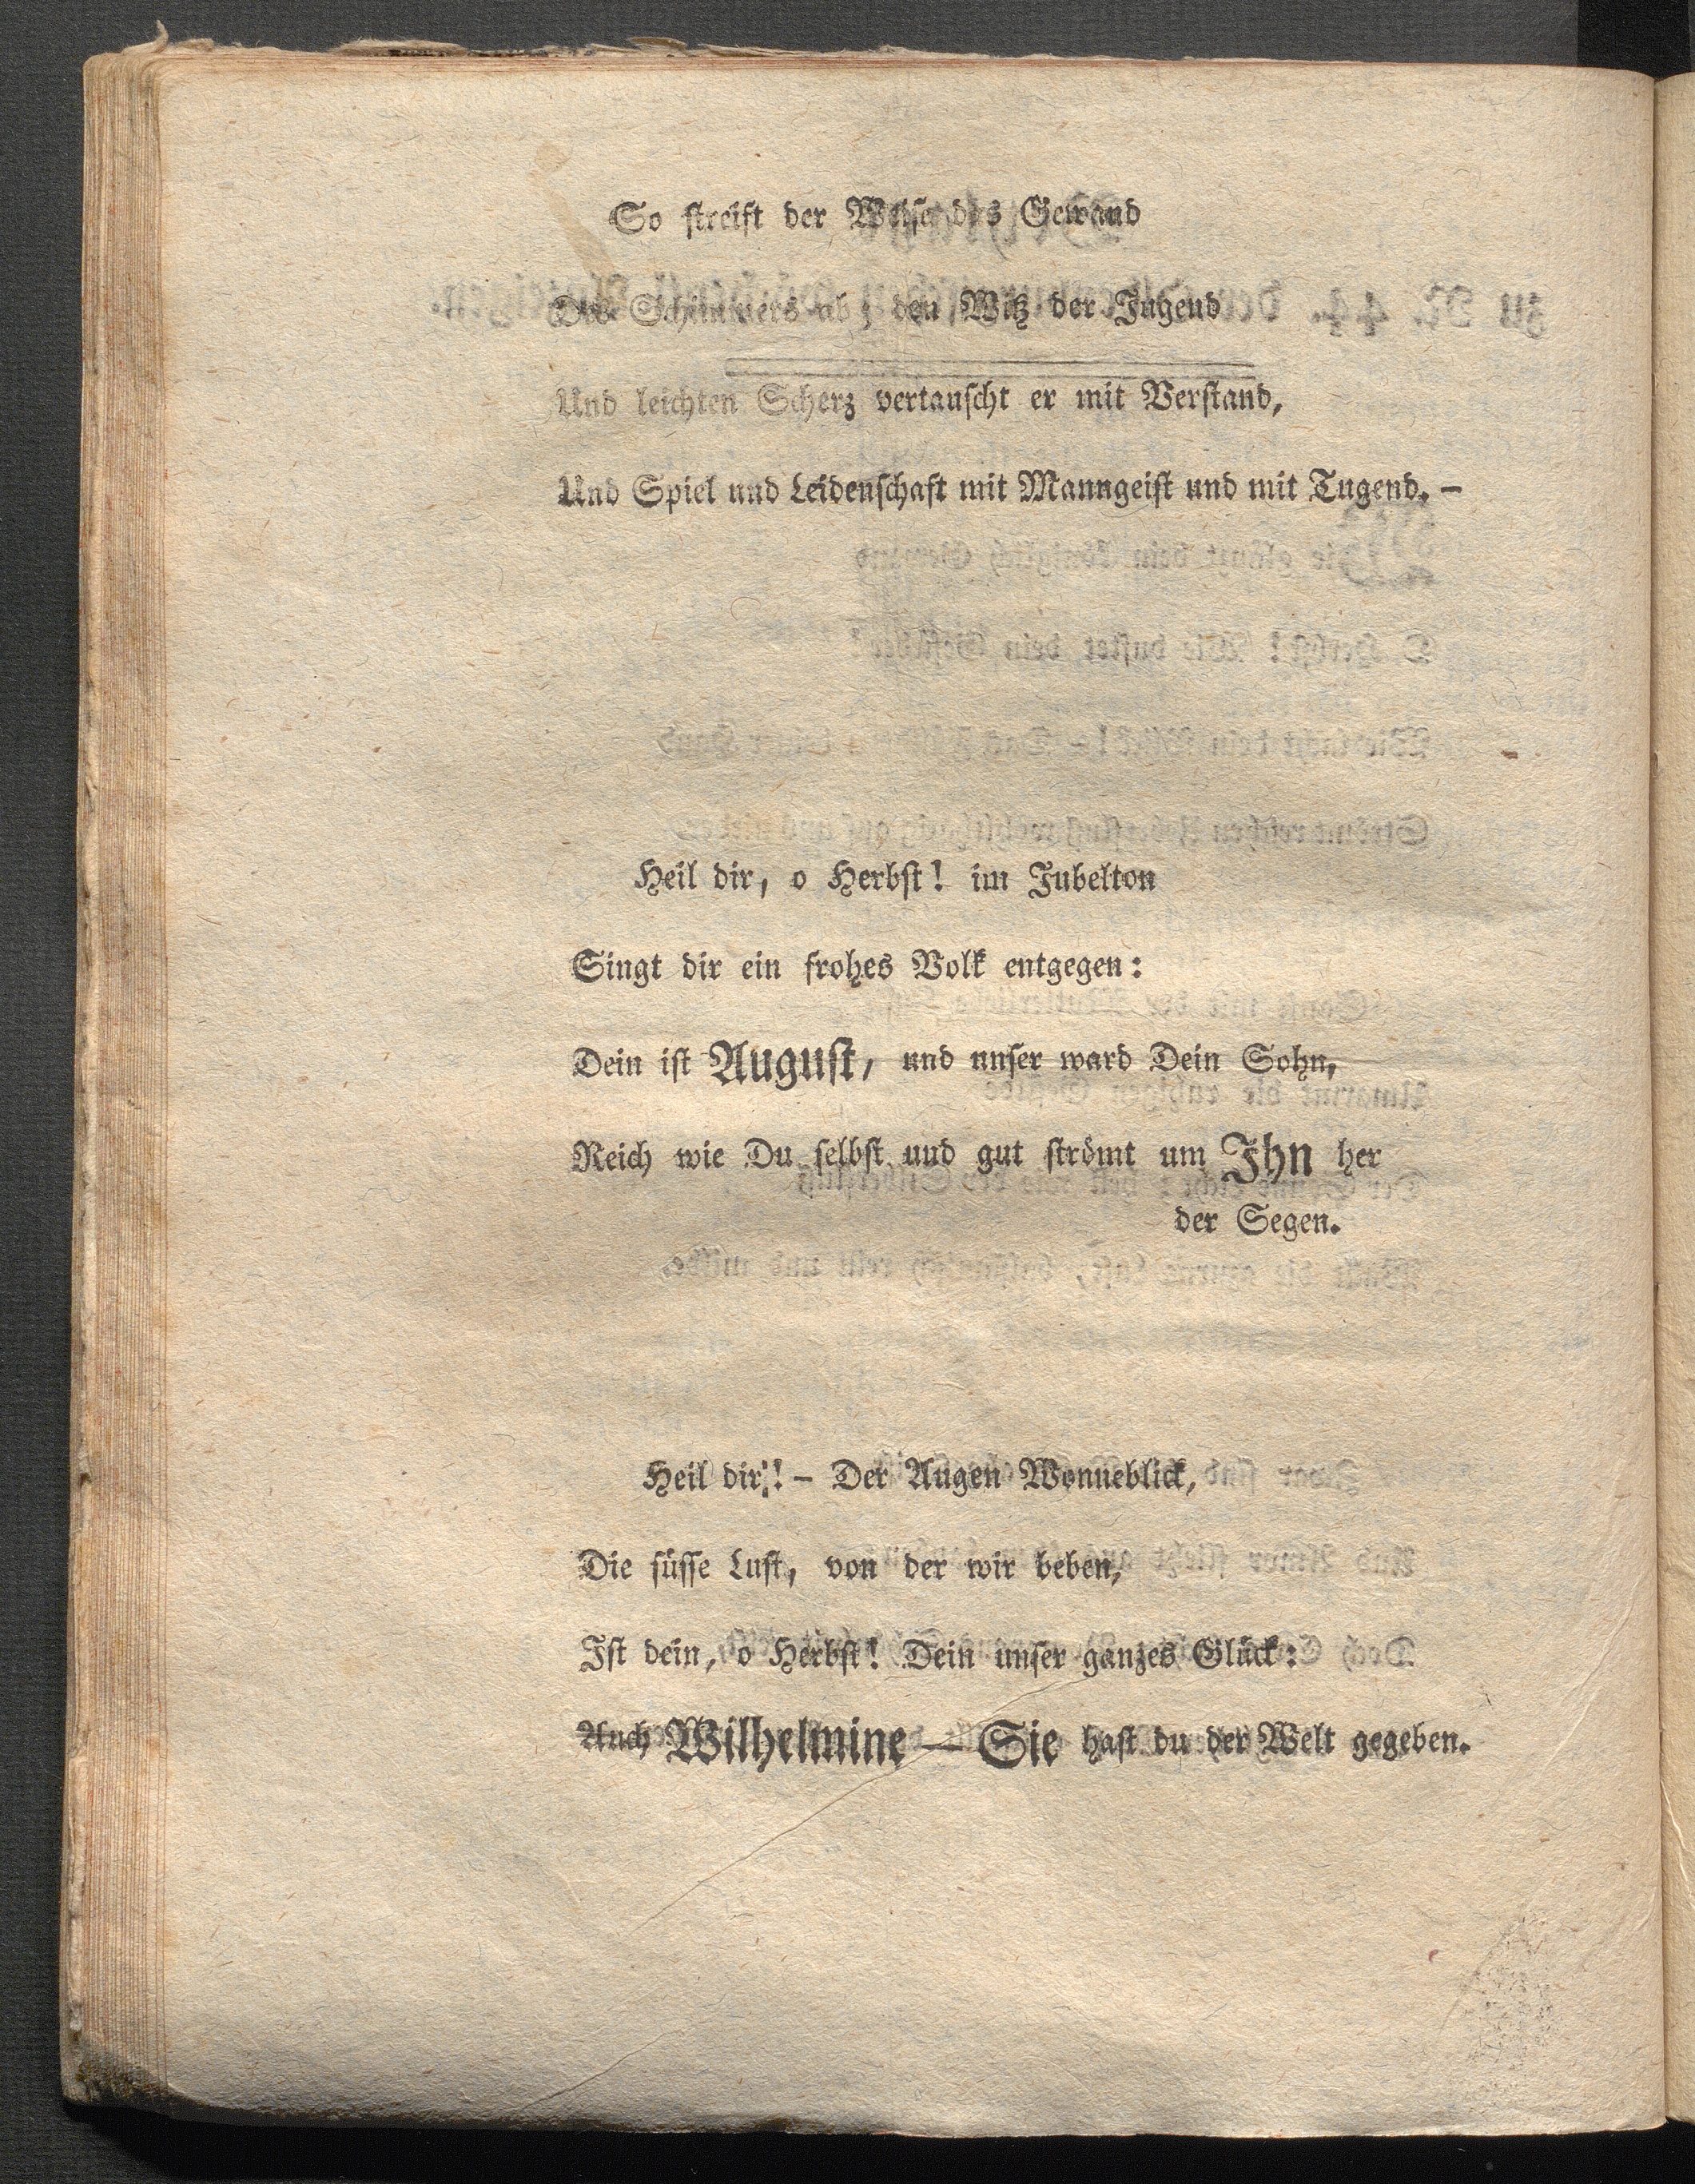 So streift der Weise das Gewand
Des Schimmers ab; den Witz der Jugend
Und leichten Scherz vertauscht er mit Verstand,
Und Spiel und Leidenschaft mit Manngeist und mit Tugend. –
Heil dir, o Herbst! im Jubelton
Singt dir ein frohes Volk entgegen:
Dein ist August, und unser ward Dein Sohn,
Reich wie Du selbst und gut strömt um Ihn her
der Segen.
Heil dir! – Der Augen Wonneblick,
Die süsse Lust, von der wir beben,
Ist dein, o Herbst! Dein unser ganzes Glück:
Auch Wilhelmine — Sie hast du der Welt gegeben.